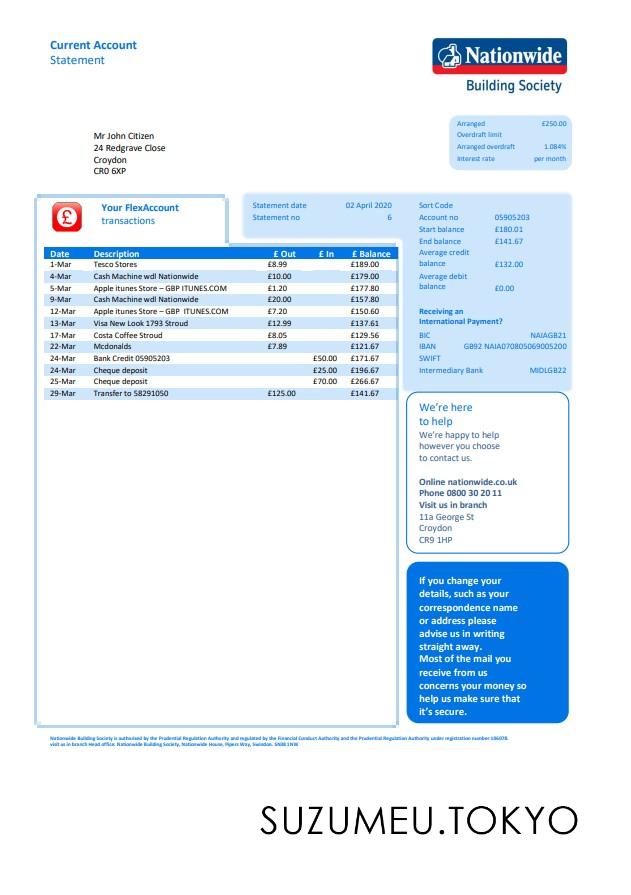 Current Account
Statement
Nationwide
Building Society
Arranged £250.00
Overdraft limit
Arranged overdraft 1.084%
Interest rate per month
Mr John Citizen
24 Redgrave Close
Croydon
CR0 6XP
Your FlexAccount
transactions
Statement date 02 April 2020
Statement no 6
Sort Code
Account no 05905203
Start balance £180.01
End balance £141.67
Average credit
balance £132.00
Average debit
balance £0.00
Receiving an
International Payment?
BIC NAIAGB21
IBAN GB92 NAIA070805069005200
SWIFT
Intermediary Bank MIDLGB22
Date Description £ Out £ In £ Balance
1-Mar Tesco Stores £8.99 £189.00
4-Mar Cash Machine wdl Nationwide £10.00 £179.00
5-Mar Apple itunes Store – GBP ITUNES.COM £1.20 £177.80
9-Mar Cash Machine wdl Nationwide £20.00 £157.80
12-Mar Apple itunes Store – GBP ITUNES.COM £7.20 £150.60
13-Mar Visa New Look 1793 Stroud £12.99 £137.61
17-Mar Costa Coffee Stroud £8.05 £129.56
22-Mar Mcdonalds £7.89 £121.67
24-Mar Bank Credit 05905203 £50.00 £171.67
24-Mar Cheque deposit £25.00 £196.67
25-Mar Cheque deposit £70.00 £266.67
29-Mar Transfer to 58291050 £125.00 £141.67
We're here
to help
We're happy to help
however you choose
to contact us.
Online nationwide.co.uk
Phone 0800 30 20 11
Visit us in branch
11a George St
Croydon
CR9 1HP
If you change your
details, such as your
correspondence name
or address please
advise us in writing
straight away.
Most of the mail you
receive from us
concerns your money so
help us make sure that
it's secure.
Nationwide Building Society is authorised by the Prudential Regulation Authority and regulated by the Financial Conduct Authority and the Prudential Regulation Authority under registration number 106078.
visit us in branch Head office: Nationwide Building Society, Nationwide House, Pipers Way, Swindon. SN38 1NW
SUZUMEU.TOKYO